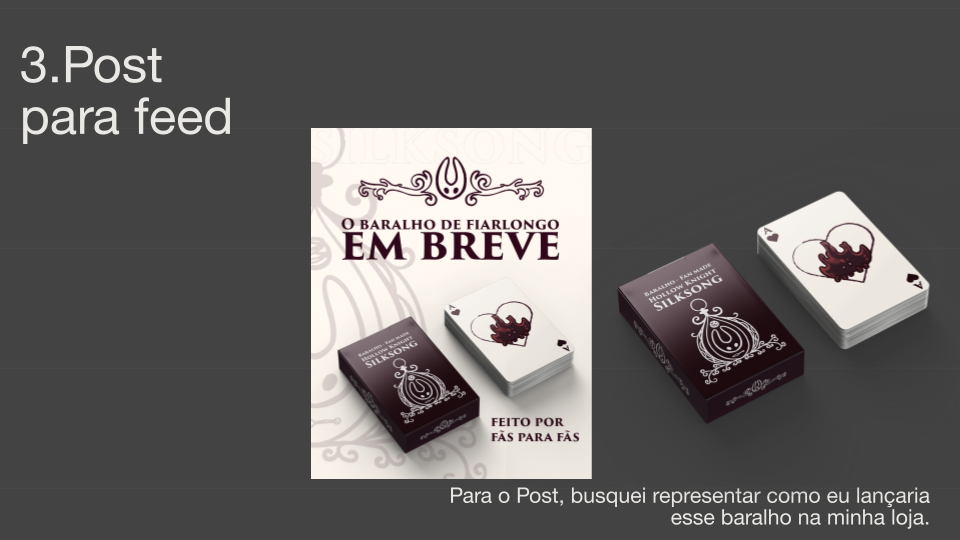 3.Post
para feed
SILKSONG
O BARALHO DE FIARLONGO
EM BREVE
A
BARALHO - FAN MADE
HOLLOW KNIGHT
SILKSONG
A
FEITO POR
FÃS PARA FÃS
A
BARALHO - FAN MADE
HOLLOW KNIGHT
SILKSONG
A
Para o Post, busquei representar como eu lançaria
esse baralho na minha loja.